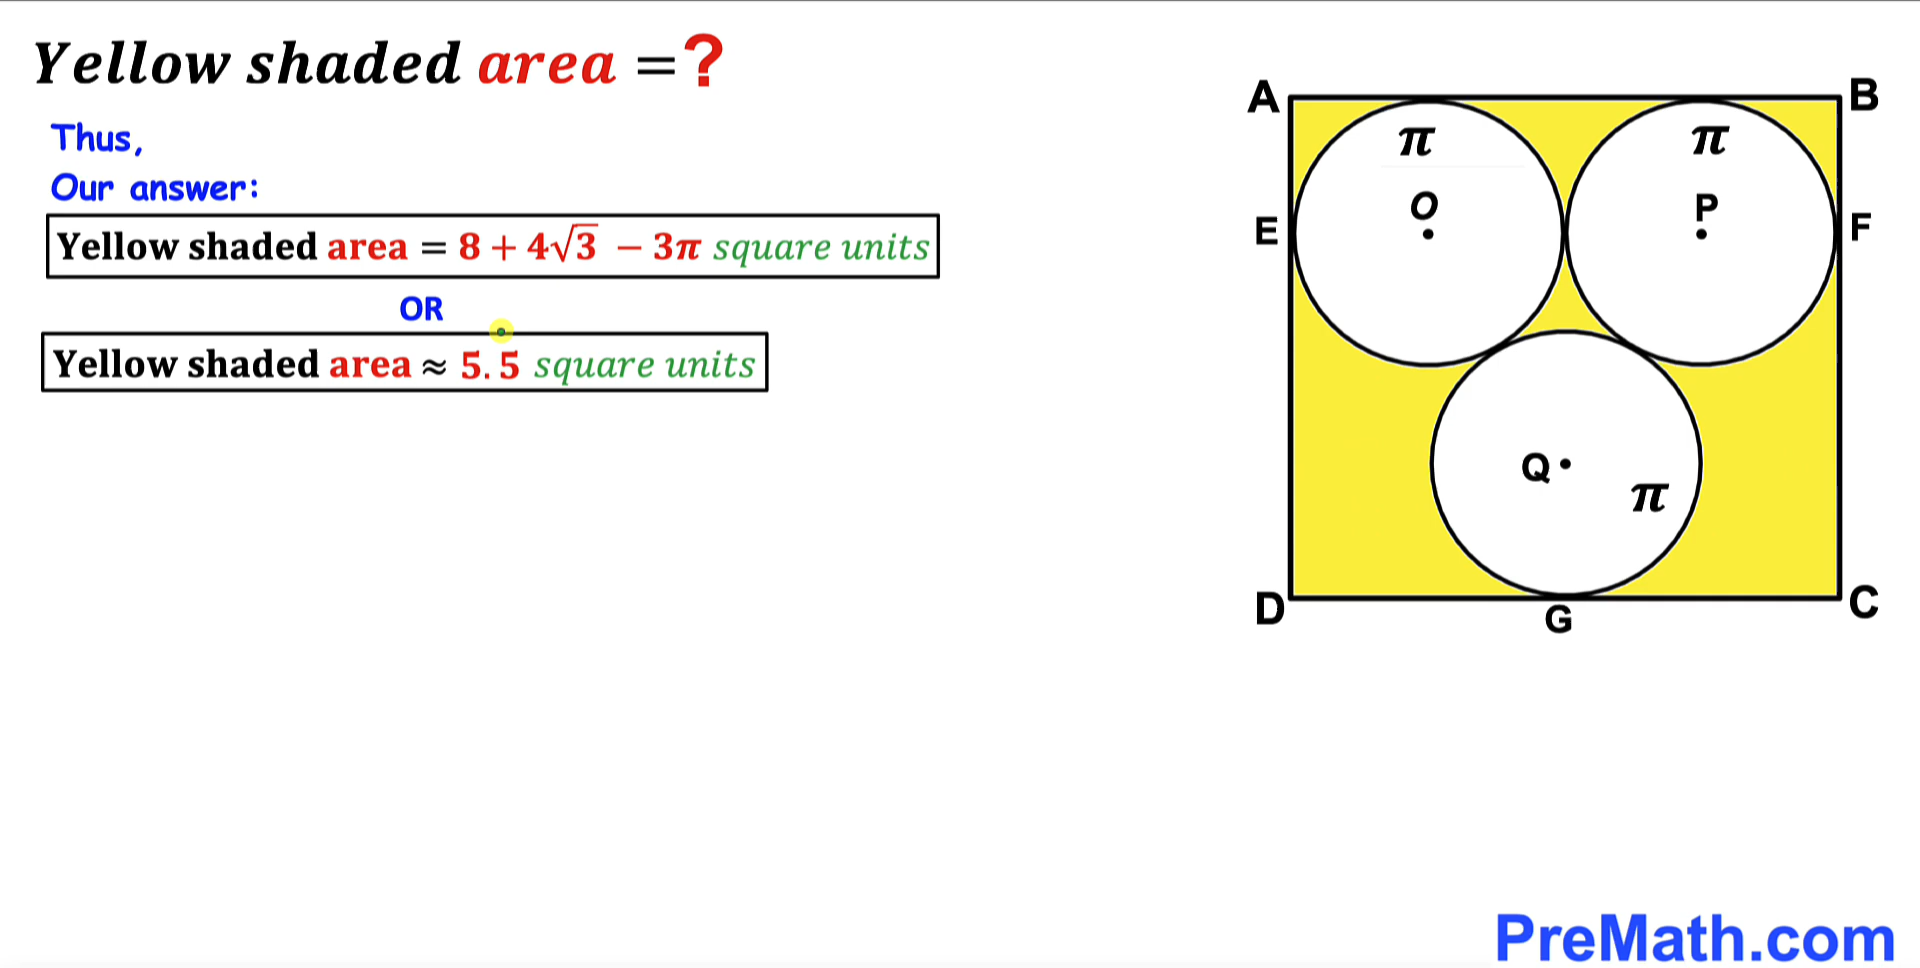 Yellow shaded area =?
Thus,
Our answer:
Yellow shaded area = 8 + 4√3 − 3π square units
OR
Yellow shaded area ≈ 5.5 square units
A
B
π
π
O
P
E
F
Q
π
D
G
C
PreMath.com